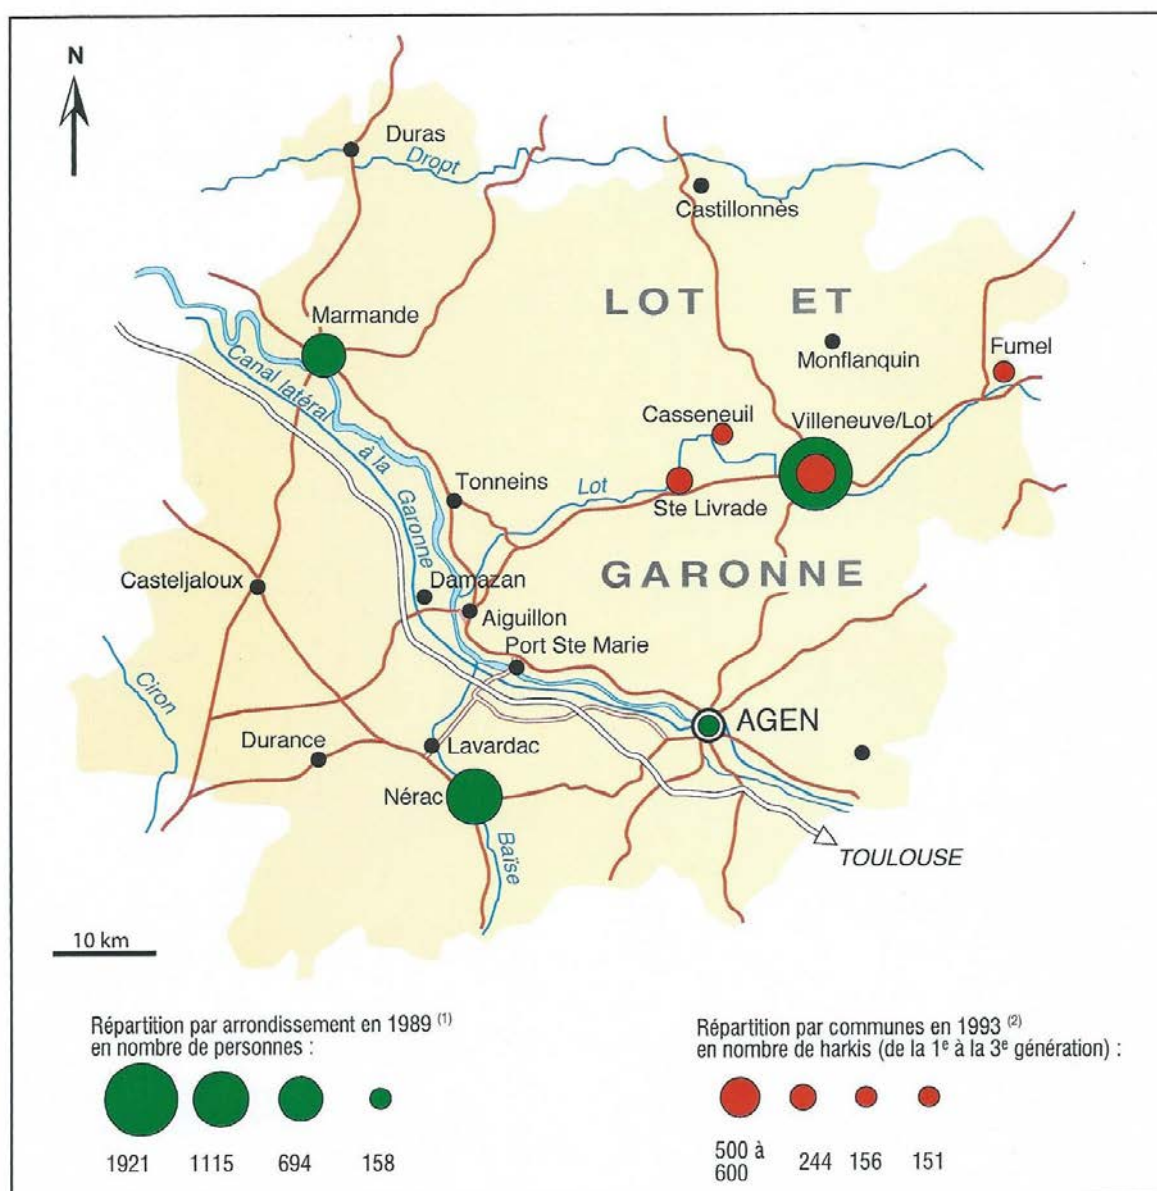 N
Duras
Dropt
Castillonnès
LOT ET
Marmande
Monflanquin
Fumel
Canal latéral
à la
Garonne
Casseneuil
Villeneuve/Lot
Tonneins
Lot
Ste Livrade
GARONNE
Casteljaloux
Damazan
Aiguillon
Port Ste Marie
Ciron
AGEN
Durance
Lavardac
Nérac
Baïse
TOULOUSE
10 km
Répartition par arrondissement en 1989 (1)
en nombre de personnes :
1921 1115 694 158
Répartition par communes en 1993 (2)
en nombre de harkis (de la 1e à la 3e génération) :
500 à
600 244 156 151